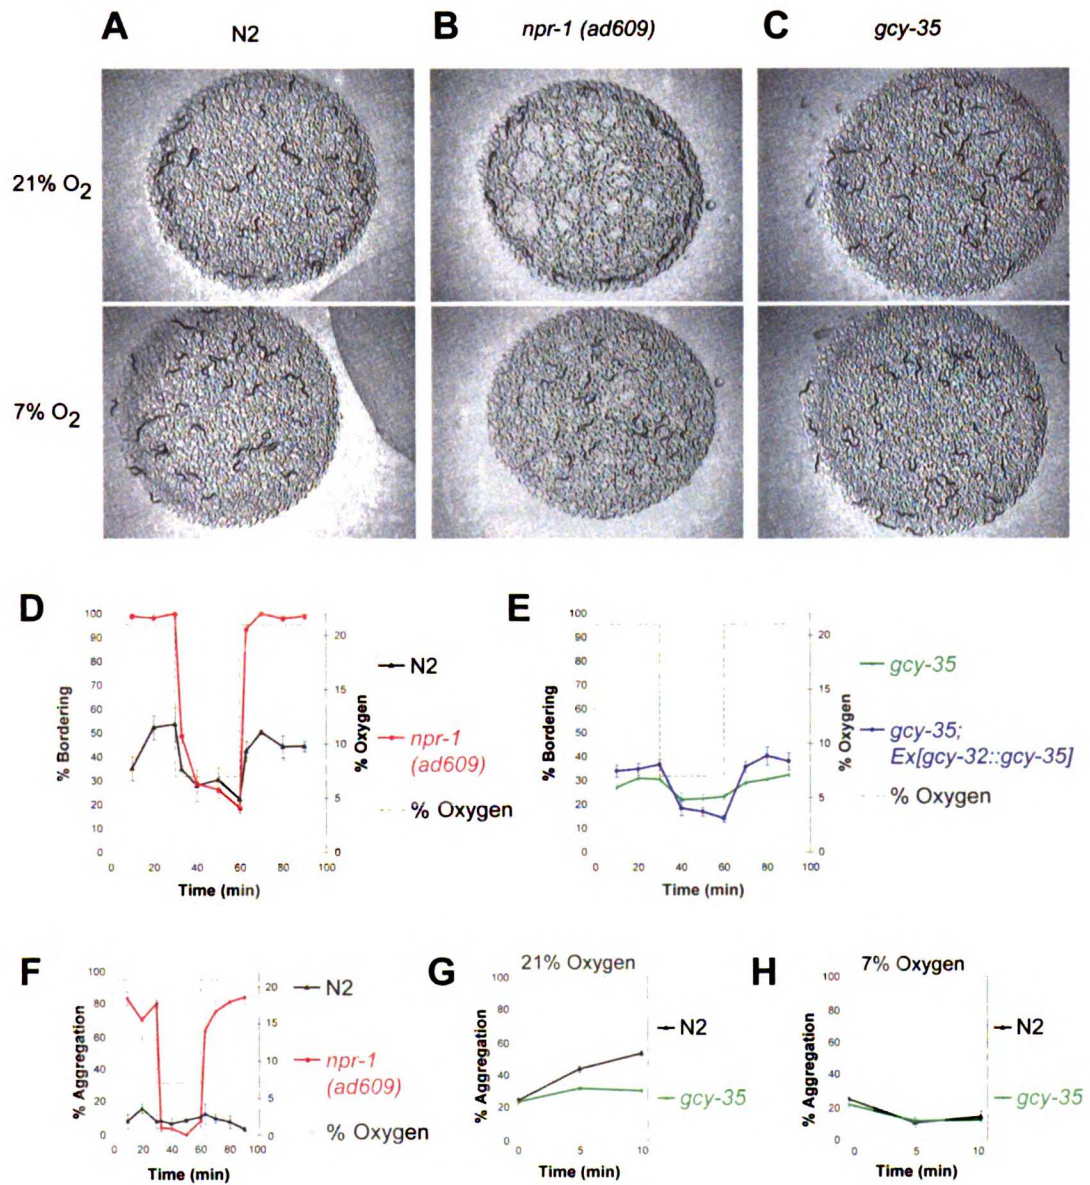 A N2 B npr-1 (ad609) C gcy-35
21% O2
7% O2
D
100
90
80
70
60
50
40
30
20
10
0
% Bordering
20
15
10
5
0
% Oxygen
0 20 40 60 80 100
Time (min)
N2
npr-1
(ad609)
% Oxygen
E
100
90
80
70
60
50
40
30
20
10
0
% Bordering
20
15
10
5
0
% Oxygen
0 20 40 60 80 100
Time (min)
gcy-35
gcy-35;
Ex[gcy-32::gcy-35]
% Oxygen
F
100
80
60
40
20
0
% Aggregation
20
15
10
5
0
0 10 20 30 40 50 60 70 80 90 100
Time (min)
N2
npr-1
(ad609)
% Oxygen
G 21% Oxygen
100
80
60
40
20
0
% Aggregation
0 5 10
Time (min)
N2
gcy-35
H 7% Oxygen
100
80
60
40
20
0
% Aggregation
0 5 10
Time (min)
N2
gcy-35